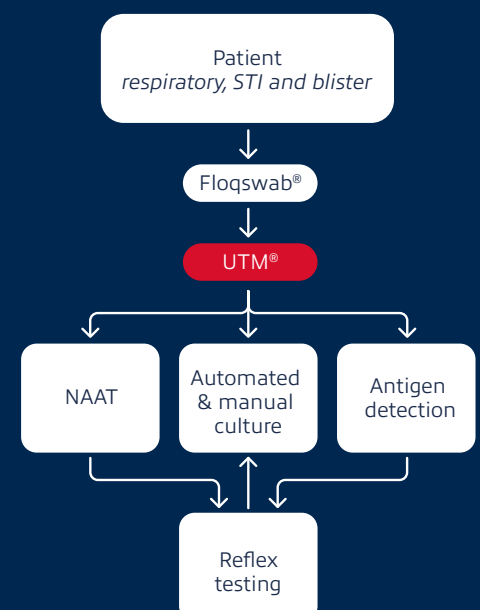 Patient
respiratory, STI and blister
Floqswab®
UTM®
NAAT
Automated
& manual
culture
Antigen
detection
Reflex
testing